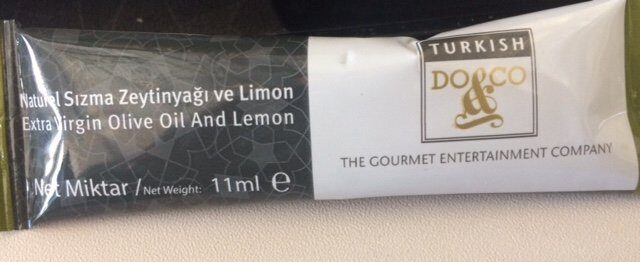 Naturel Sızma Zeytinyağı ve Limon
Extra Virgin Olive Oil And Lemon
Net Miktar / Net Weight: 11ml ℮
TURKISH
DO&CO
THE GOURMET ENTERTAINMENT COMPANY